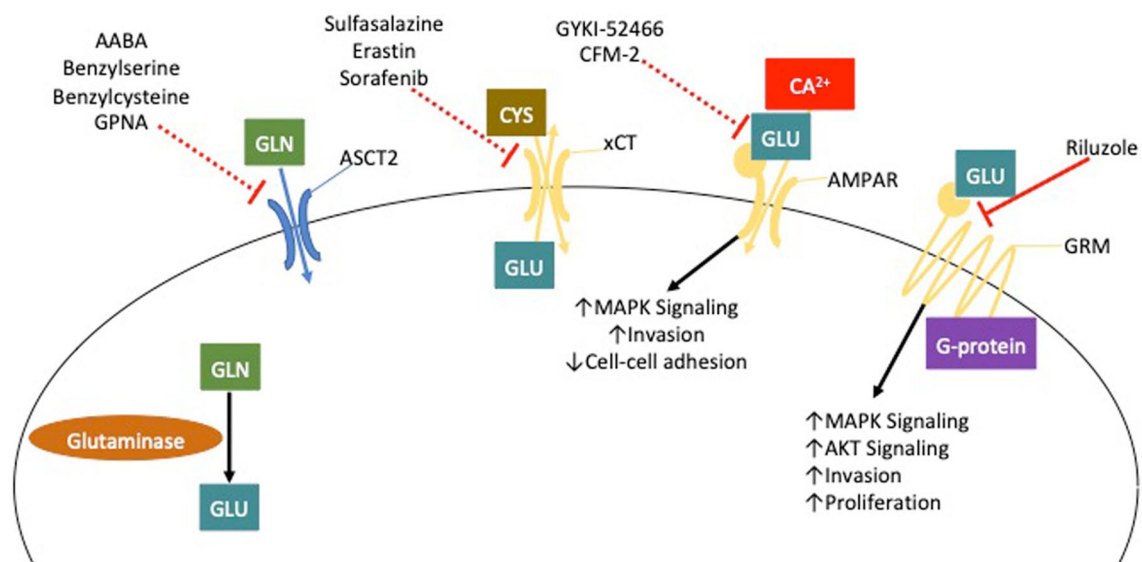 AABA
Benzylserine
Benzylcysteine
GPNA
GLN
ASCT2
Sulfasalazine
Erastin
Sorafenib
CYS
xCT
GLU
GYKI-52466
CFM-2
CA²⁺
GLU
AMPAR
↑MAPK Signaling
↑Invasion
↓Cell-cell adhesion
Riluzole
GLU
GRM
G-protein
↑MAPK Signaling
↑AKT Signaling
↑Invasion
↑Proliferation
GLN
Glutaminase
GLU